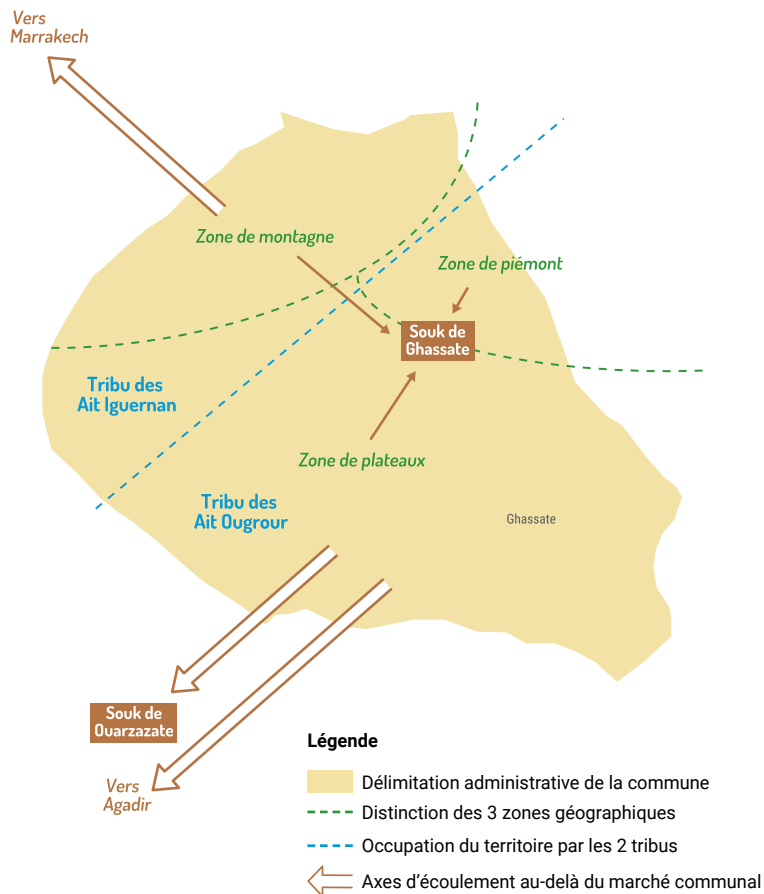 Vers
Marrakech
Zone de montagne
Zone de piémont
Souk de
Ghassate
Tribu des
Ait Iguernan
Zone de plateaux
Tribu des
Ait Ougrour
Ghassate
Souk de
Ouarzazate
Vers
Agadir
Légende
Délimitation administrative de la commune
Distinction des 3 zones géographiques
Occupation du territoire par les 2 tribus
Axes d'écoulement au-delà du marché communal